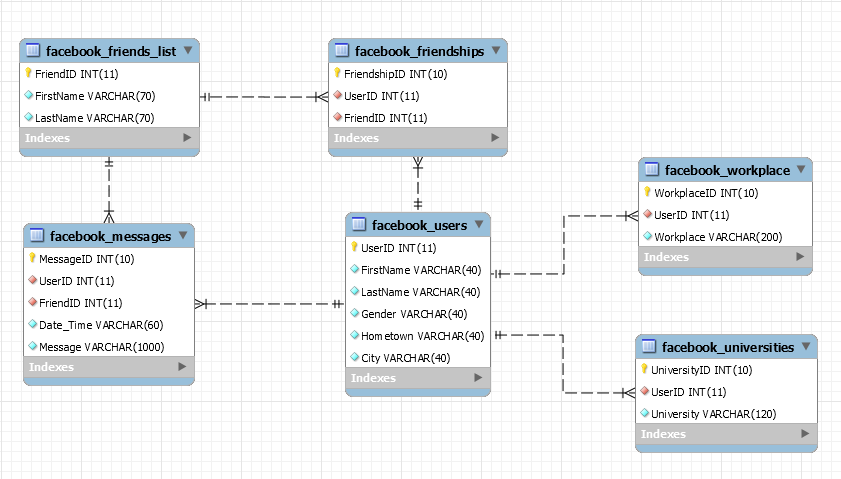 facebook_friends_list
FriendID INT(11)
FirstName VARCHAR(70)
LastName VARCHAR(70)
Indexes
facebook_friendships
FriendshipID INT(10)
UserID INT(11)
FriendID INT(11)
Indexes
facebook_workplace
WorkplaceID INT(10)
UserID INT(11)
Workplace VARCHAR(200)
Indexes
facebook_messages
MessageID INT(10)
UserID INT(11)
FriendID INT(11)
Date_Time VARCHAR(60)
Message VARCHAR(1000)
Indexes
facebook_users
UserID INT(11)
FirstName VARCHAR(40)
LastName VARCHAR(40)
Gender VARCHAR(40)
Hometown VARCHAR(40)
City VARCHAR(40)
Indexes
facebook_universities
UniversityID INT(10)
UserID INT(11)
University VARCHAR(120)
Indexes